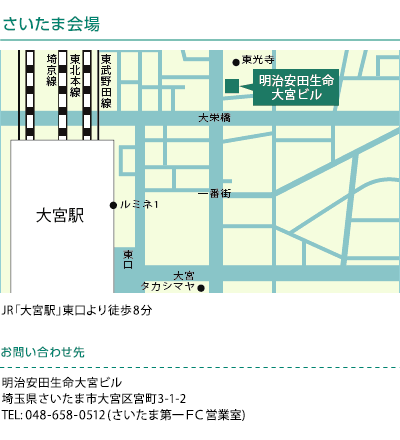 さいたま会場
埼京線
東北本線
東武野田線
東光寺
明治安田生命
大宮ビル
大栄橋
大宮駅
ルミネ1
一番街
東口
大宮
タカシマヤ
JR「大宮駅」東口より徒歩8分
お問い合わせ先
明治安田生命大宮ビル
埼玉県さいたま市大宮区宮町3-1-2
TEL: 048-658-0512 (さいたま第一FC営業室)